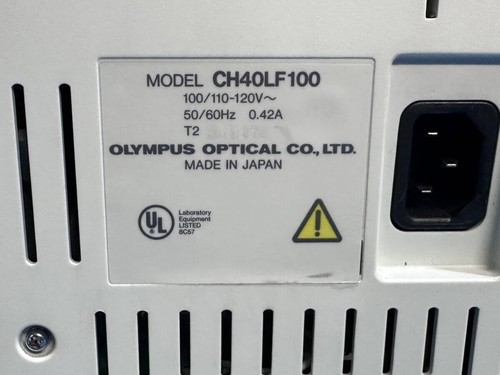 MODEL CH40LF100
100/110-120V～
50/60Hz 0.42A
T2
OLYMPUS OPTICAL CO., LTD.
MADE IN JAPAN
UL
Laboratory
Equipment
LISTED
8C57